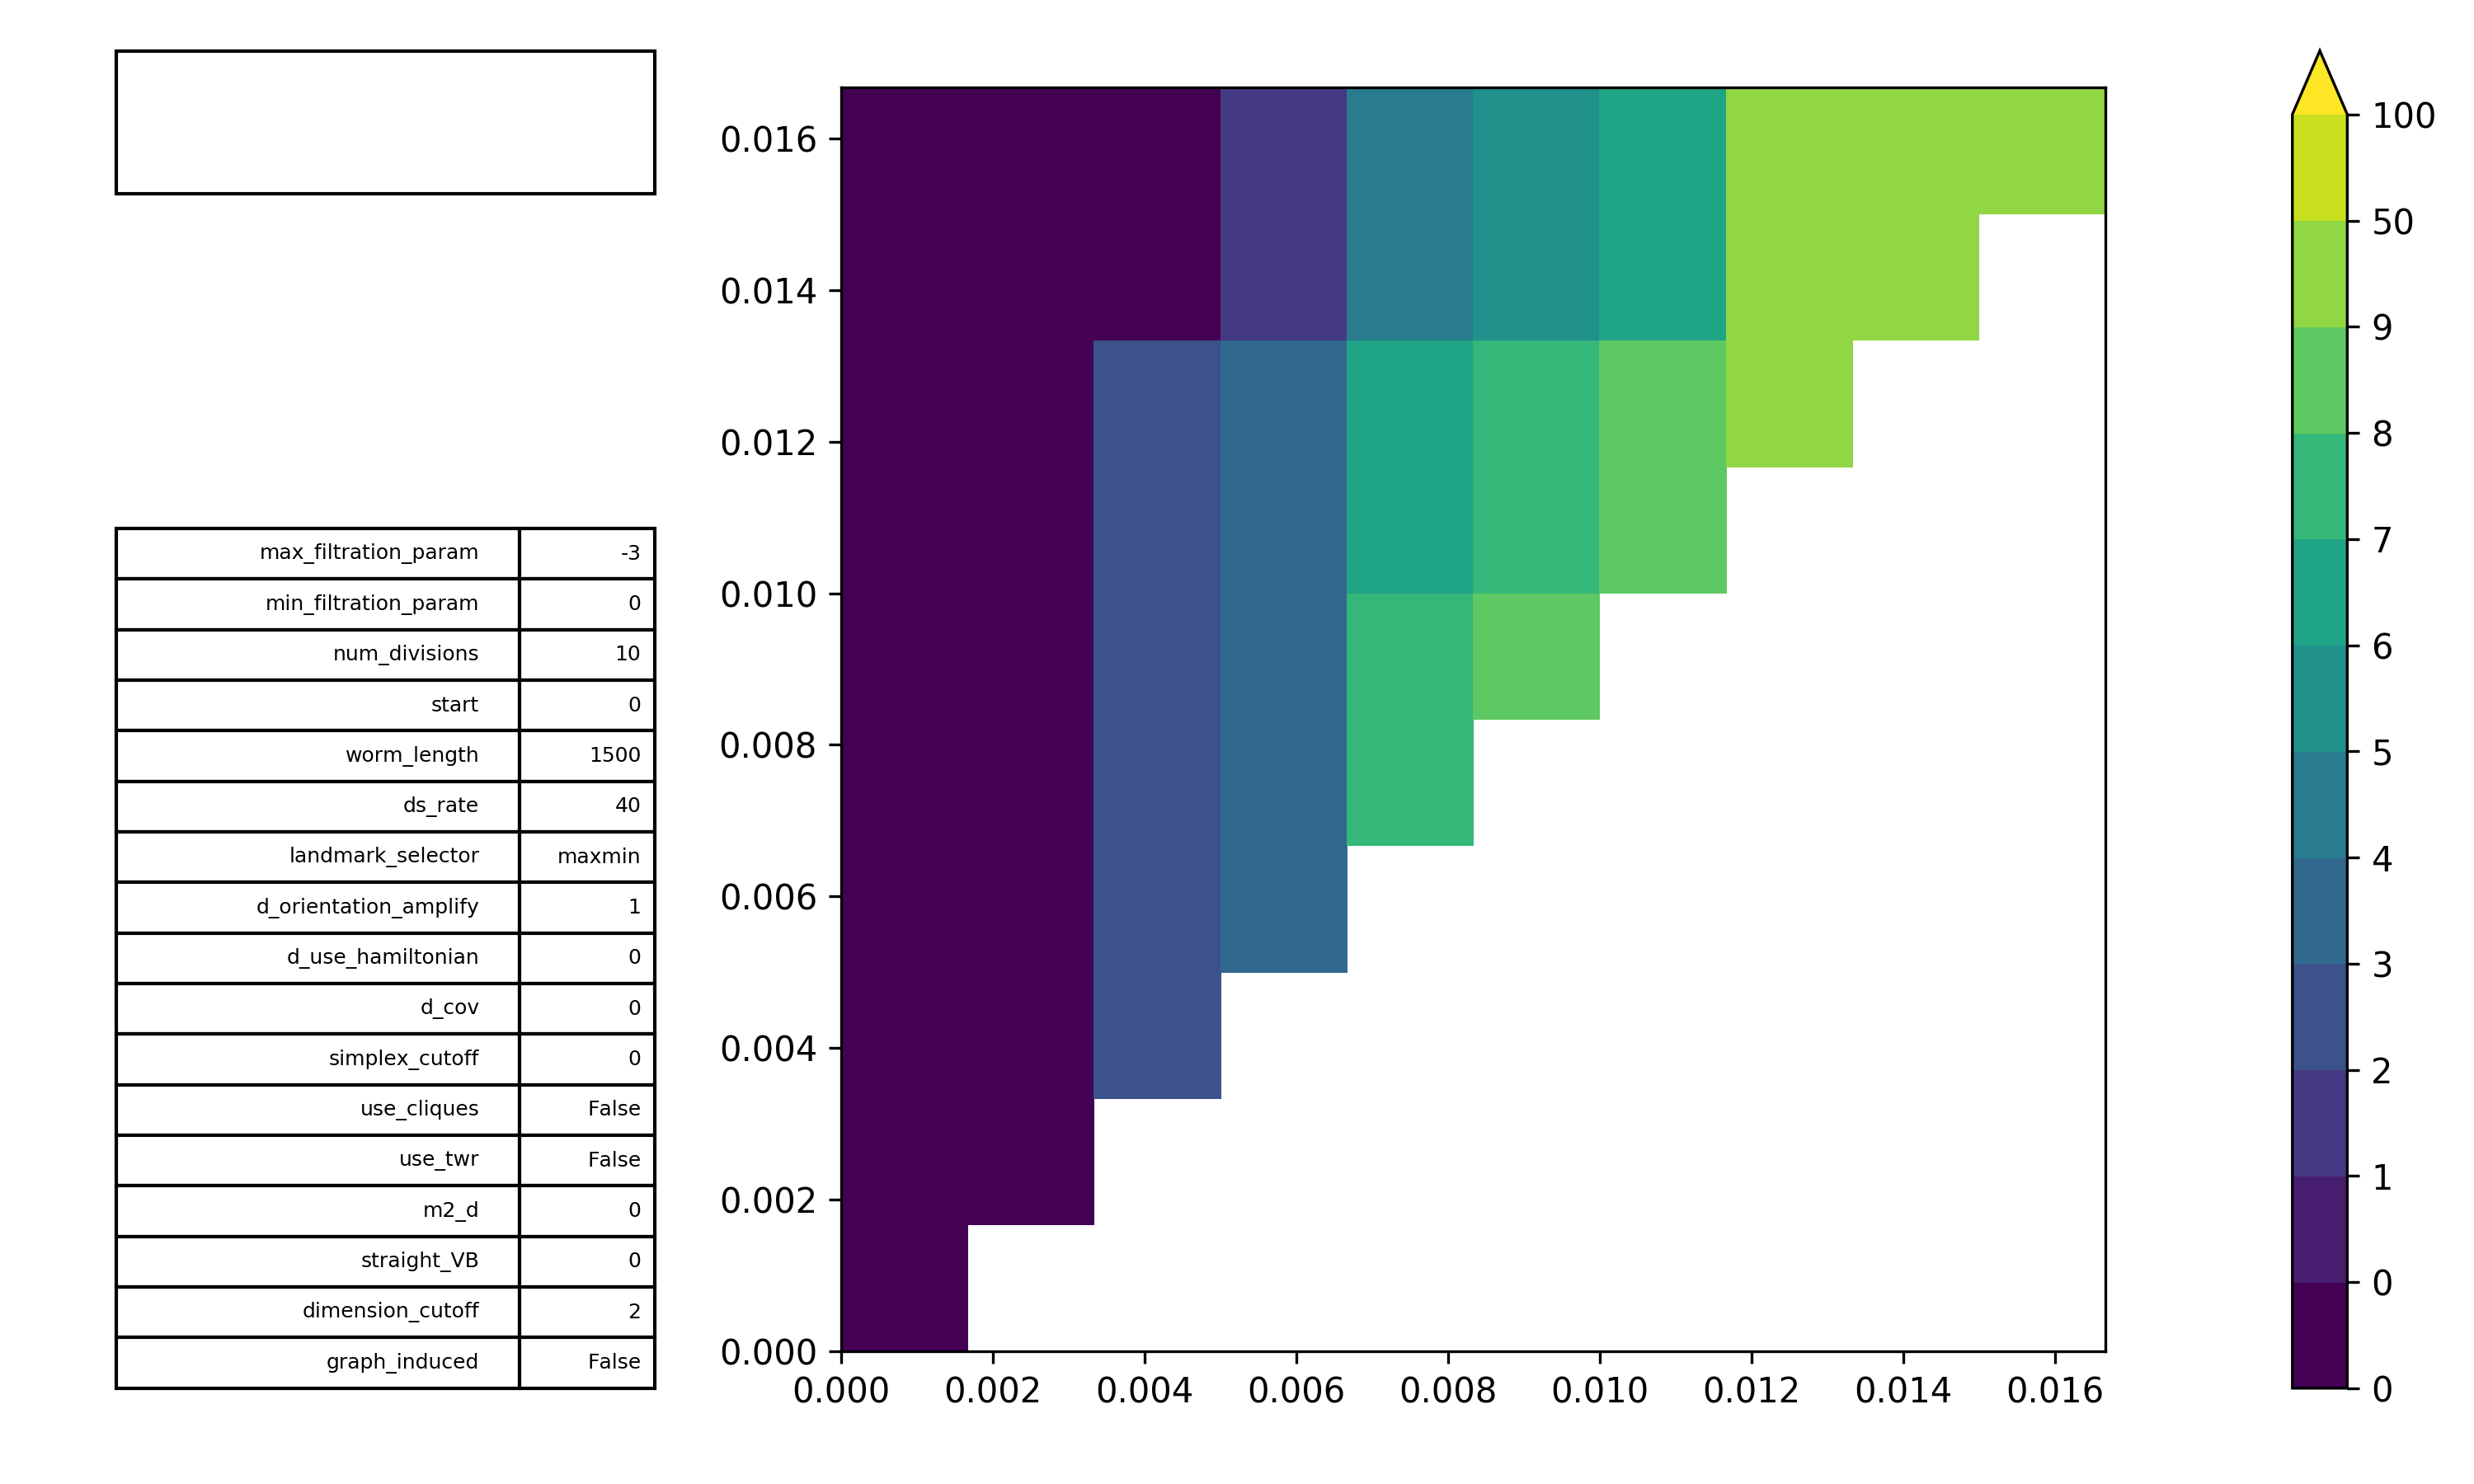 max_filtration_param -3
min_filtration_param 0
num_divisions 10
start 0
worm_length 1500
ds_rate 40
landmark_selector maxmin
d_orientation_amplify 1
d_use_hamiltonian 0
d_cov 0
simplex_cutoff 0
use_cliques False
use_twr False
m2_d 0
straight_VB 0
dimension_cutoff 2
graph_induced False
0.016
0.014
0.012
0.010
0.008
0.006
0.004
0.002
0.000
0.000 0.002 0.004 0.006 0.008 0.010 0.012 0.014 0.016
100
50
9
8
7
6
5
4
3
2
1
0
0